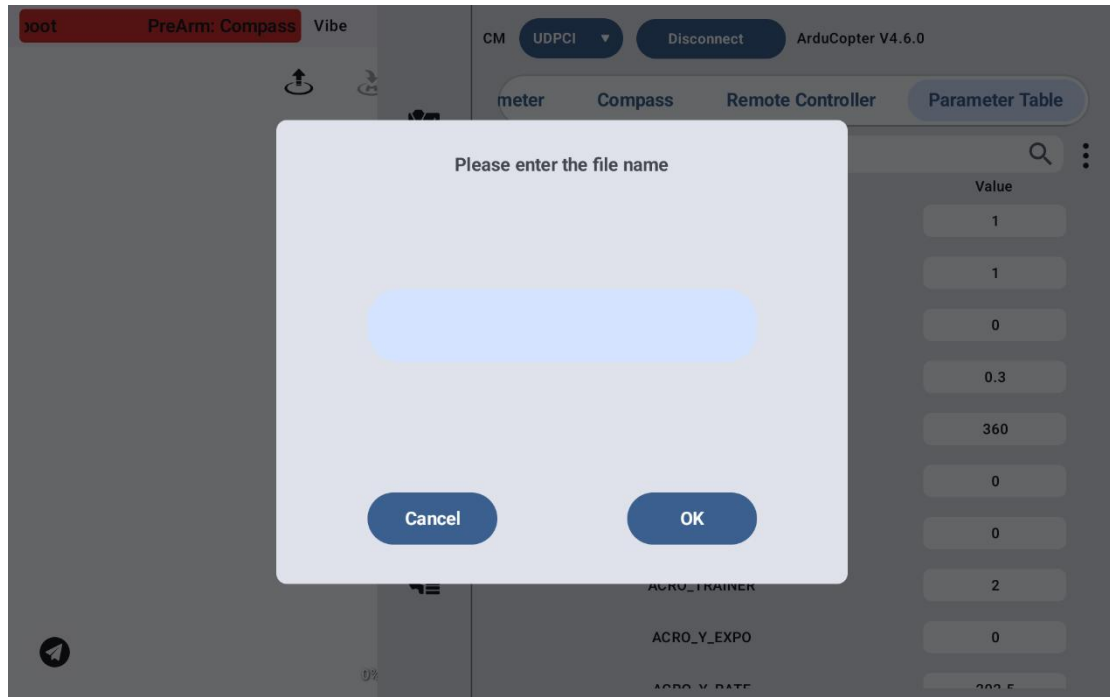 PreArm: Compass
Vibe
CM UDPCI ▼ Disconnect ArduCopter V4.6.0
meter Compass Remote Controller Parameter Table
Please enter the file name
Value
1
1
0
0.3
360
0
0
Cancel OK
ACRO_TRAINER 2
ACRO_Y_EXPO 0
0%